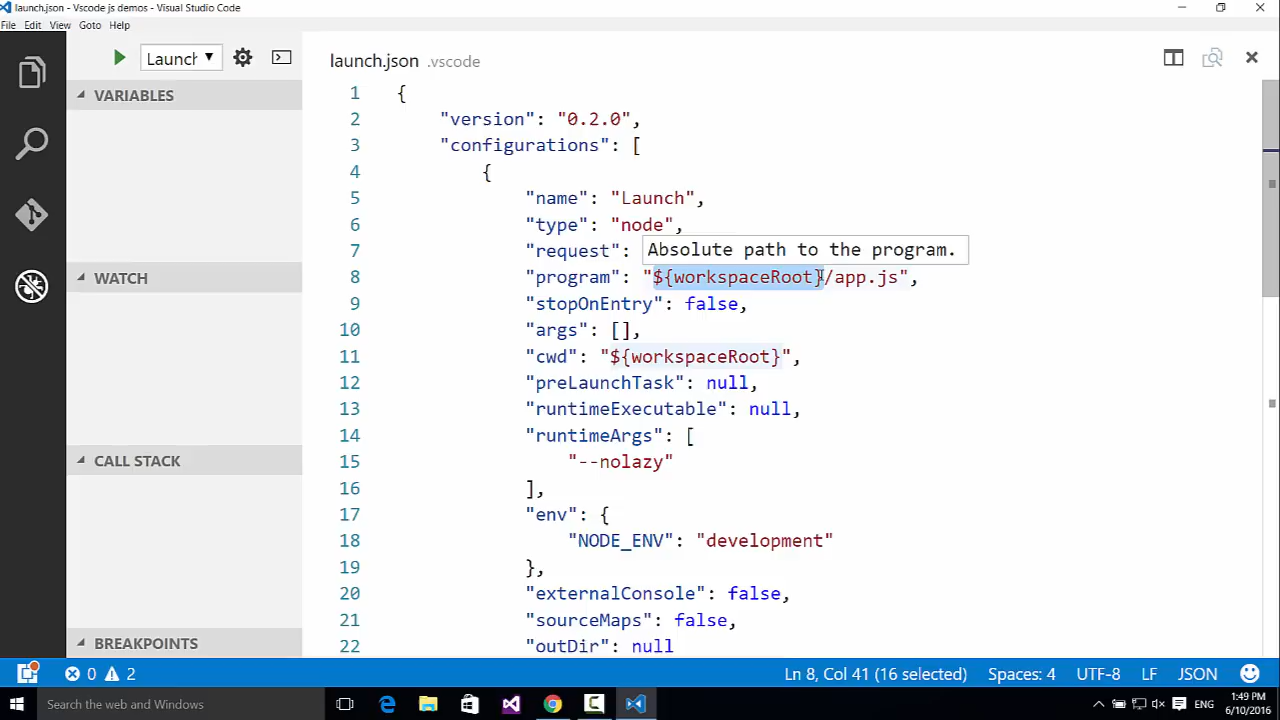 launch.json - Vscode js demos - Visual Studio Code
File Edit View Goto Help
Launch
launch.json .vscode
VARIABLES
WATCH
CALL STACK
BREAKPOINTS
1 {
2 "version": "0.2.0",
3 "configurations": [
4 {
5 "name": "Launch",
6 "type": "node",
7 "request":
Absolute path to the program.
8 "program": "${workspaceRoot}/app.js",
9 "stopOnEntry": false,
10 "args": [],
11 "cwd": "${workspaceRoot}",
12 "preLaunchTask": null,
13 "runtimeExecutable": null,
14 "runtimeArgs": [
15 "--nolazy"
16 ],
17 "env": {
18 "NODE_ENV": "development"
19 },
20 "externalConsole": false,
21 "sourceMaps": false,
22 "outDir": null
0 2 Ln 8, Col 41 (16 selected) Spaces: 4 UTF-8 LF JSON
Search the web and Windows
ENG
1:49 PM
6/10/2016